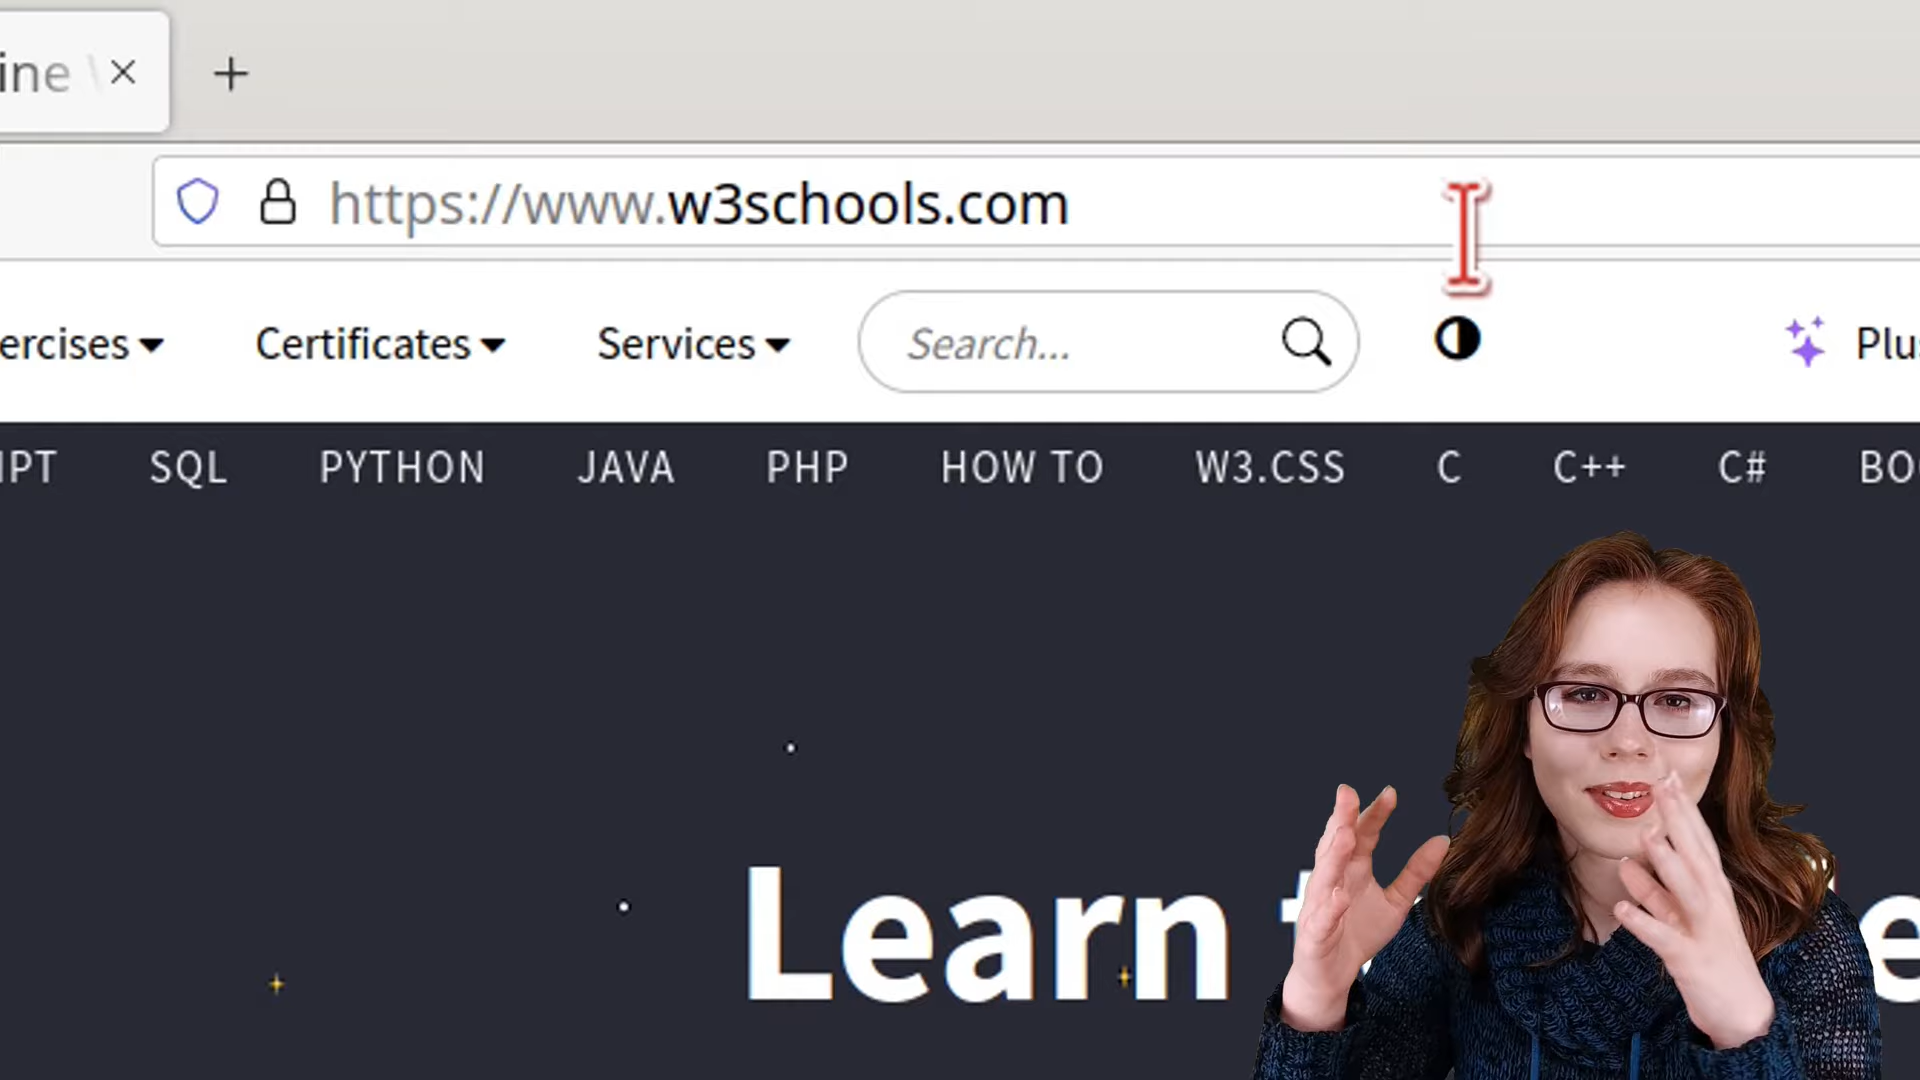 ine
https://www.w3schools.com
ercises Certificates Services Search... Plus
IPT SQL PYTHON JAVA PHP HOW TO W3.CSS C C++ C# BO
Learn